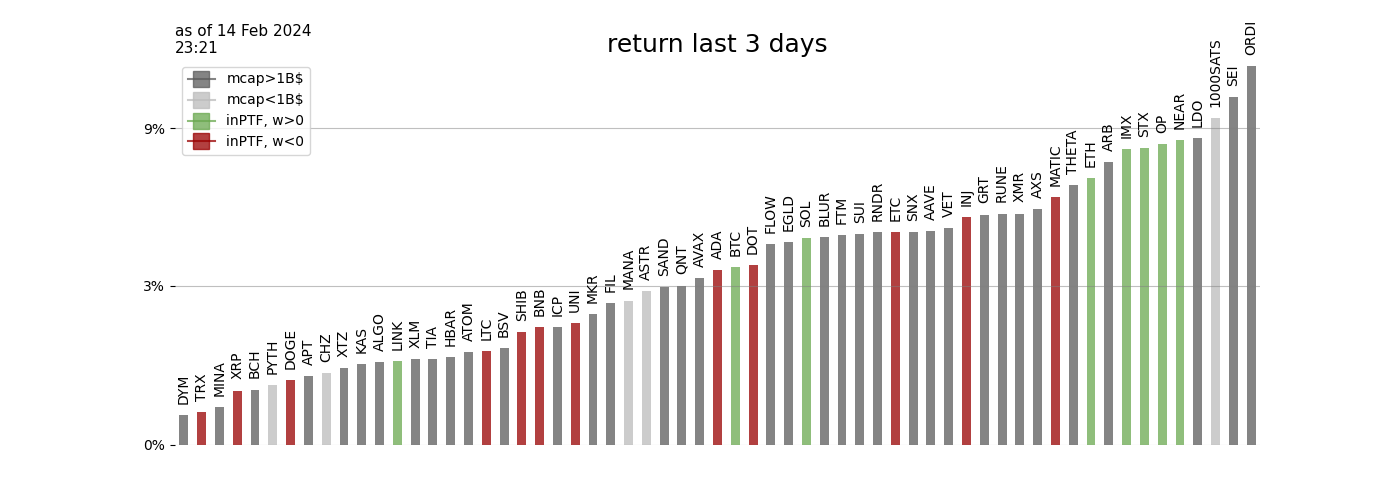 as of 14 Feb 2024
23:21
return last 3 days
mcap>1B$
mcap<1B$
inPTF, w>0
inPTF, w<0
9%
3%
0%
DYM
TRX
MINA
XRP
BCH
PYTH
DOGE
APT
CHZ
XTZ
KAS
ALGO
LINK
XLM
TIA
HBAR
ATOM
LTC
BSV
SHIB
BNB
ICP
UNI
MKR
FIL
MANA
ASTR
SAND
QNT
AVAX
ADA
BTC
DOT
FLOW
EGLD
SOL
BLUR
FTM
SUI
RNDR
ETC
SNX
AAVE
VET
INJ
GRT
RUNE
XMR
AXS
MATIC
THETA
ETH
ARB
IMX
STX
OP
NEAR
LDO
1000SATS
SEI
ORDI